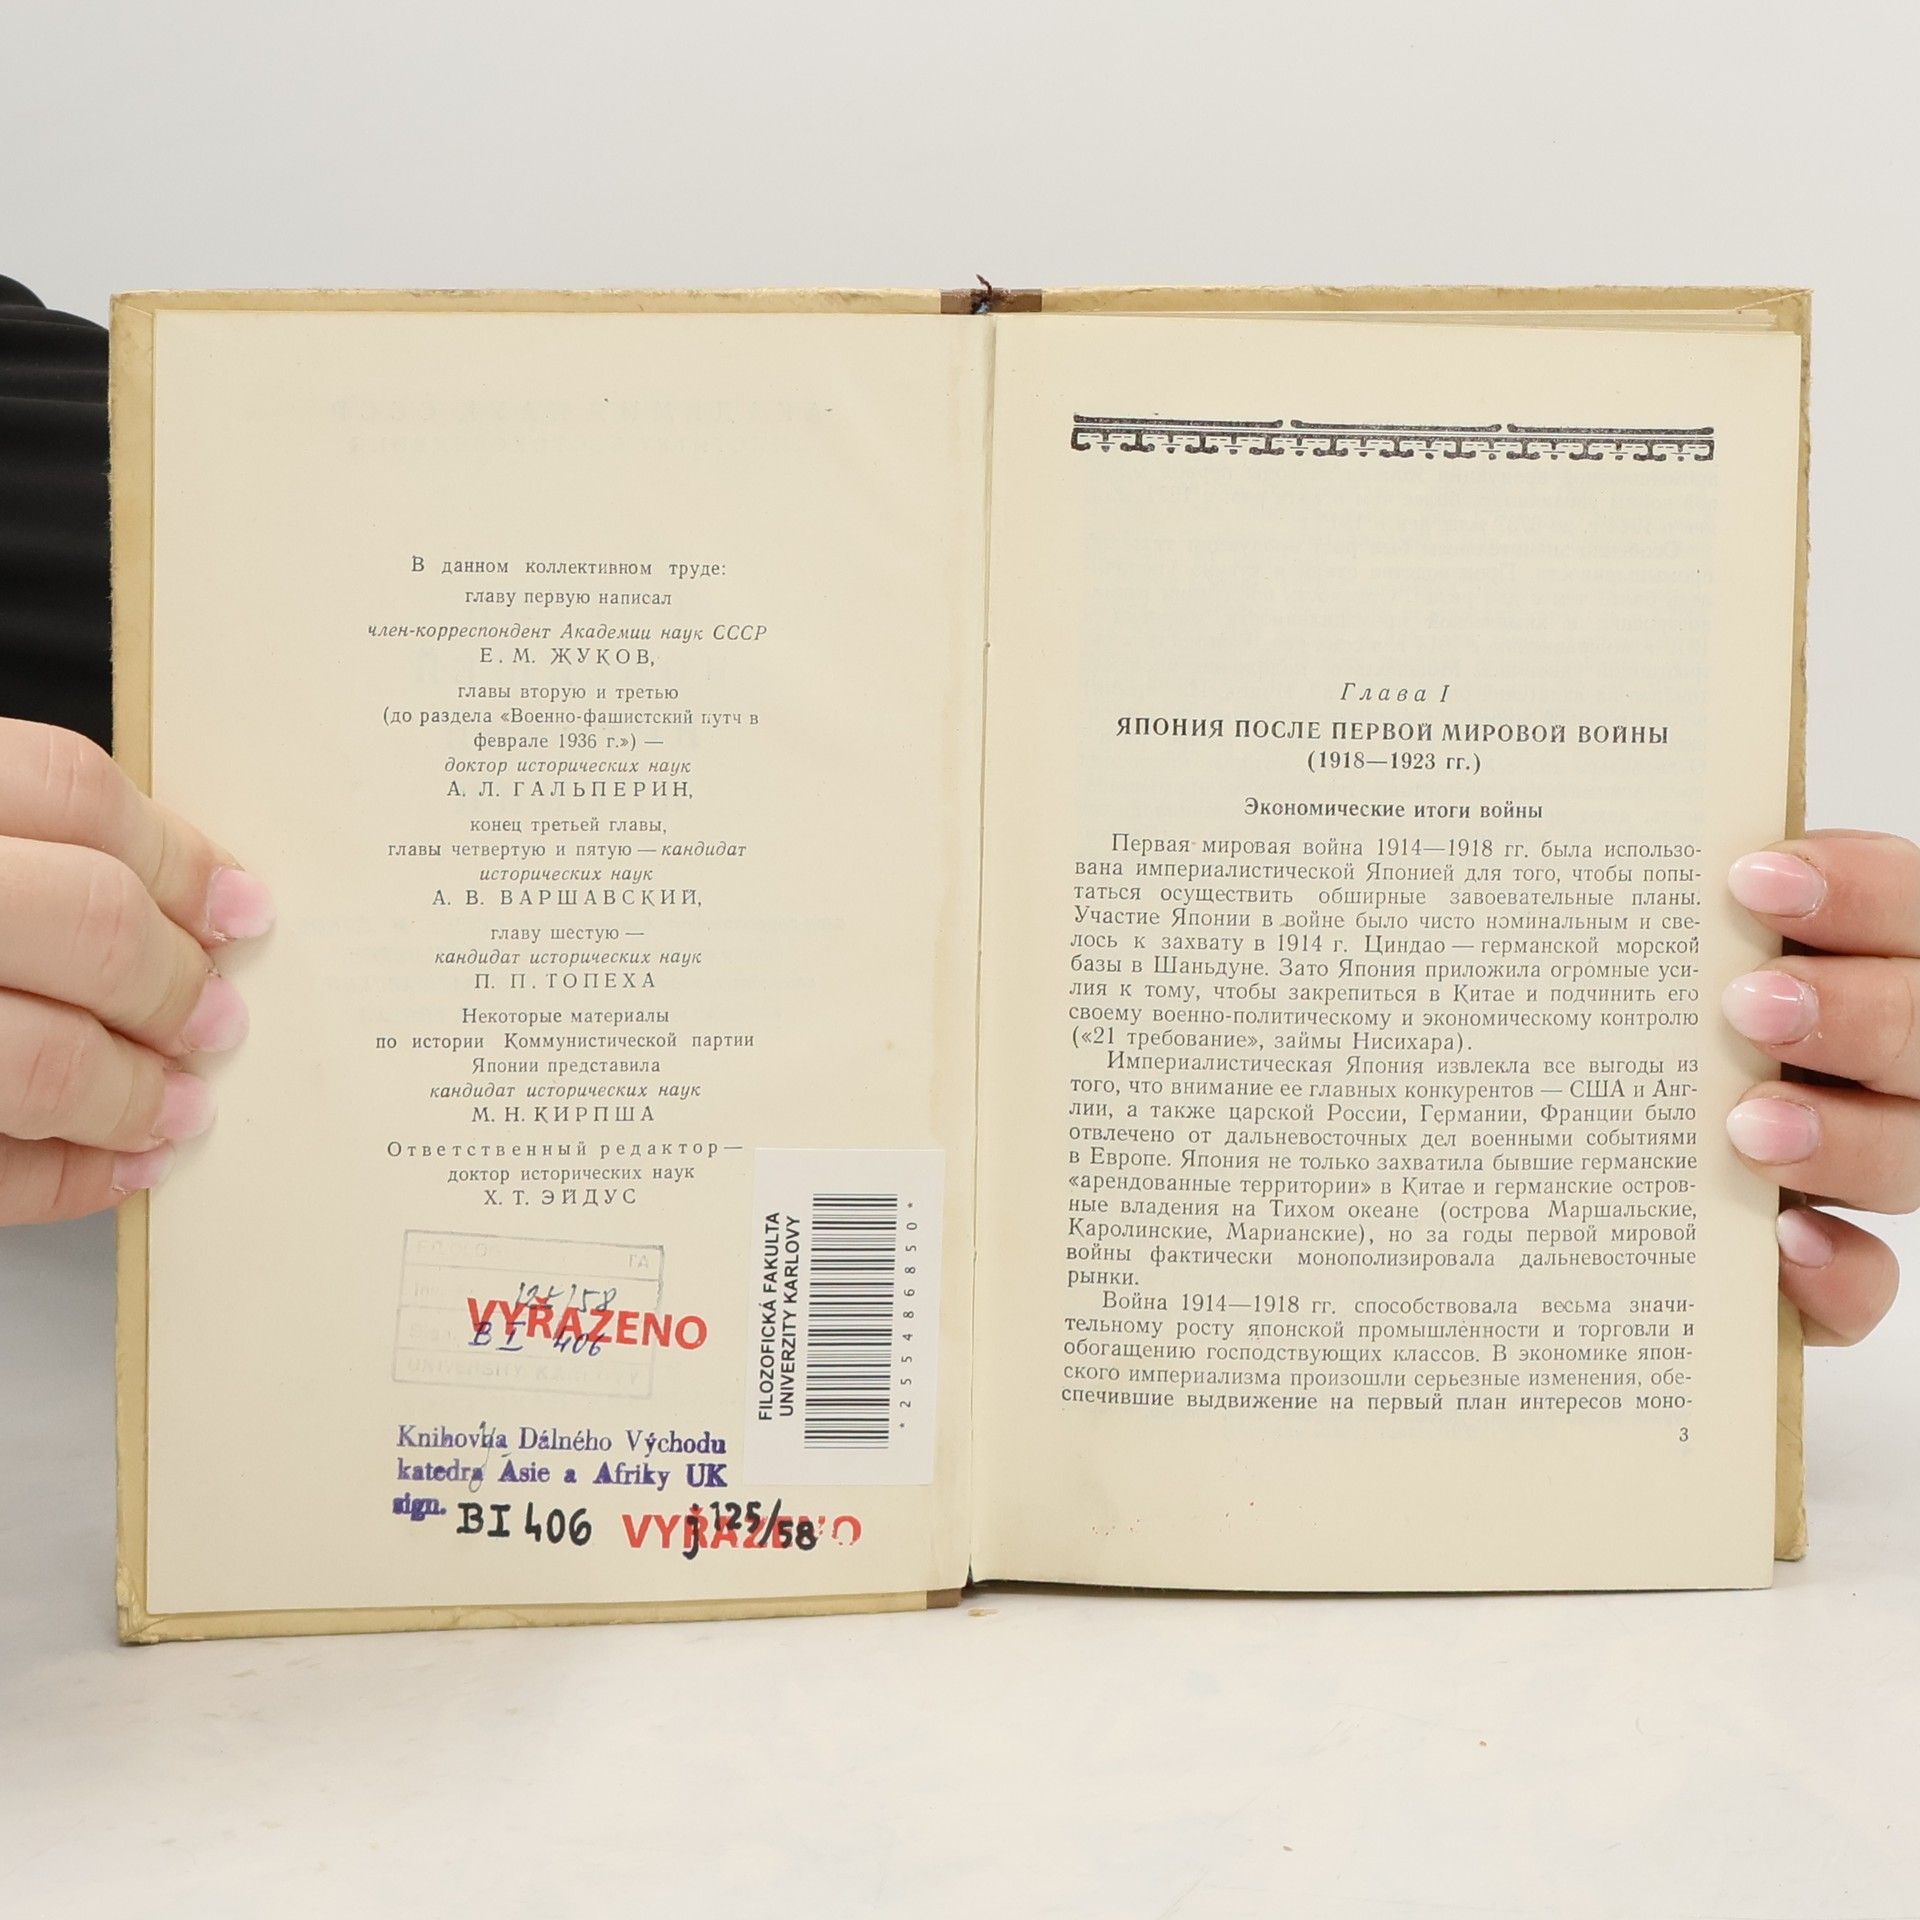 В данном коллективном труде:
главу первую написал
член-корреспондент Академии наук СССР
Е. М. ЖУКОВ,
главы вторую и третью
(до раздела «Военно-фашистский путч в
феврале 1936 г.») —
доктор исторических наук
А. Л. ГАЛЬПЕРИН,
конец третьей главы,
главы четвертую и пятую — кандидат
исторических наук
А. В. ВАРШАВСКИЙ,
главу шестую —
кандидат исторических наук
П. П. ТОПЕХА
Некоторые материалы
по истории Коммунистической партии
Японии представила
кандидат исторических наук
М. Н. КИРПША
Ответственный редактор —
доктор исторических наук
Х. Т. ЭЙДУС
VYŘAZENO
B I 406
UNIVERSITY KARLOVY
Knihovna Dálného Východu
katedra Asie a Afriky UK
sign. BI 406
VYŘAZENO
j 125/58
FILOZOFICKÁ FAKULTA
UNIVERZITY KARLOVY
*2554868850*
Глава I
ЯПОНИЯ ПОСЛЕ ПЕРВОЙ МИРОВОЙ ВОЙНЫ
(1918—1923 гг.)
Экономические итоги войны
Первая мировая война 1914—1918 гг. была использо-
вана империалистической Японией для того, чтобы попы-
таться осуществить обширные завоевательные планы.
Участие Японии в войне было чисто номинальным и све-
лось к захвату в 1914 г. Циндао — германской морской
базы в Шаньдуне. Зато Япония приложила огромные уси-
лия к тому, чтобы закрепиться в Китае и подчинить его
своему военно-политическому и экономическому контролю
(«21 требование», займы Нисихара).
Империалистическая Япония извлекла все выгоды из
того, что внимание ее главных конкурентов — США и Анг-
лии, а также царской России, Германии, Франции было
отвлечено от дальневосточных дел военными событиями
в Европе. Япония не только захватила бывшие германские
«арендованные территории» в Китае и германские остров-
ные владения на Тихом океане (острова Маршальские,
Каролинские, Марианские), но за годы первой мировой
войны фактически монополизировала дальневосточные
рынки.
Война 1914—1918 гг. способствовала весьма значи-
тельному росту японской промышленности и торговли и
обогащению господствующих классов. В экономике япон-
ского империализма произошли серьезные изменения, обе-
спечившие выдвижение на первый план интересов моно-
3